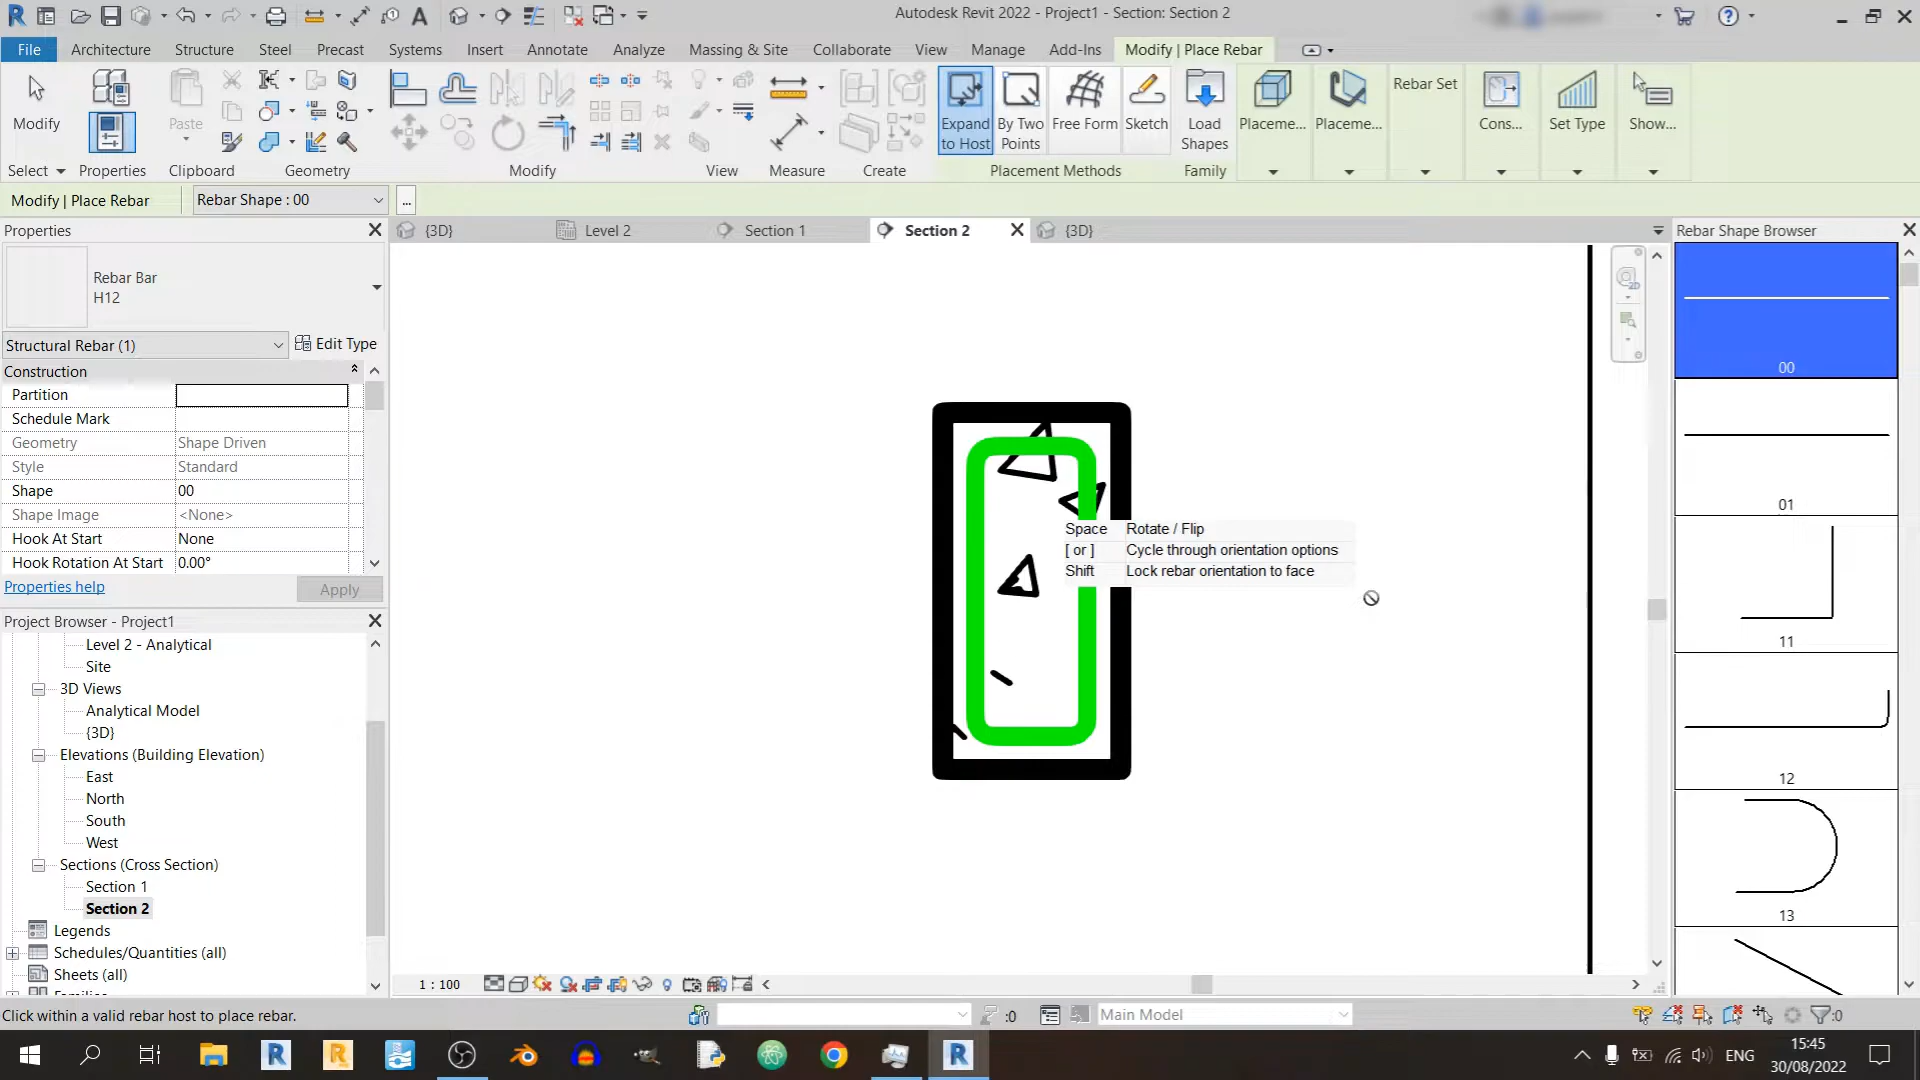 Autodesk Revit 2022 - Project1 - Section: Section 2
File Architecture Structure Steel Precast Systems Insert Annotate Analyze Massing & Site Collaborate View Manage Add-Ins Modify | Place Rebar
Modify
Paste
Expand to Host
By Two Points
Free Form
Sketch
Load Shapes
Placeme...
Placeme...
Rebar Set
Cons...
Set Type
Show...
Select Properties Clipboard Geometry Modify View Measure Create Placement Methods Family
Modify | Place Rebar Rebar Shape : 00 ...
Properties
{3D} Level 2 Section 1 Section 2 {3D}
Rebar Shape Browser
Rebar Bar
H12
Structural Rebar (1) Edit Type
Construction
Partition
Schedule Mark
Geometry Shape Driven
Style Standard
Shape 00
Shape Image <None>
Hook At Start None
Hook Rotation At Start 0.00°
Properties help Apply
Project Browser - Project1
Level 2 - Analytical
Site
3D Views
Analytical Model
{3D}
Elevations (Building Elevation)
East
North
South
West
Sections (Cross Section)
Section 1
Section 2
Legends
Schedules/Quantities (all)
Sheets (all)
Space Rotate / Flip
[ or ] Cycle through orientation options
Shift Lock rebar orientation to face
2D
00
01
11
12
13
1 : 100
Click within a valid rebar host to place rebar.
:0
Main Model
:0
ENG
15:45
30/08/2022